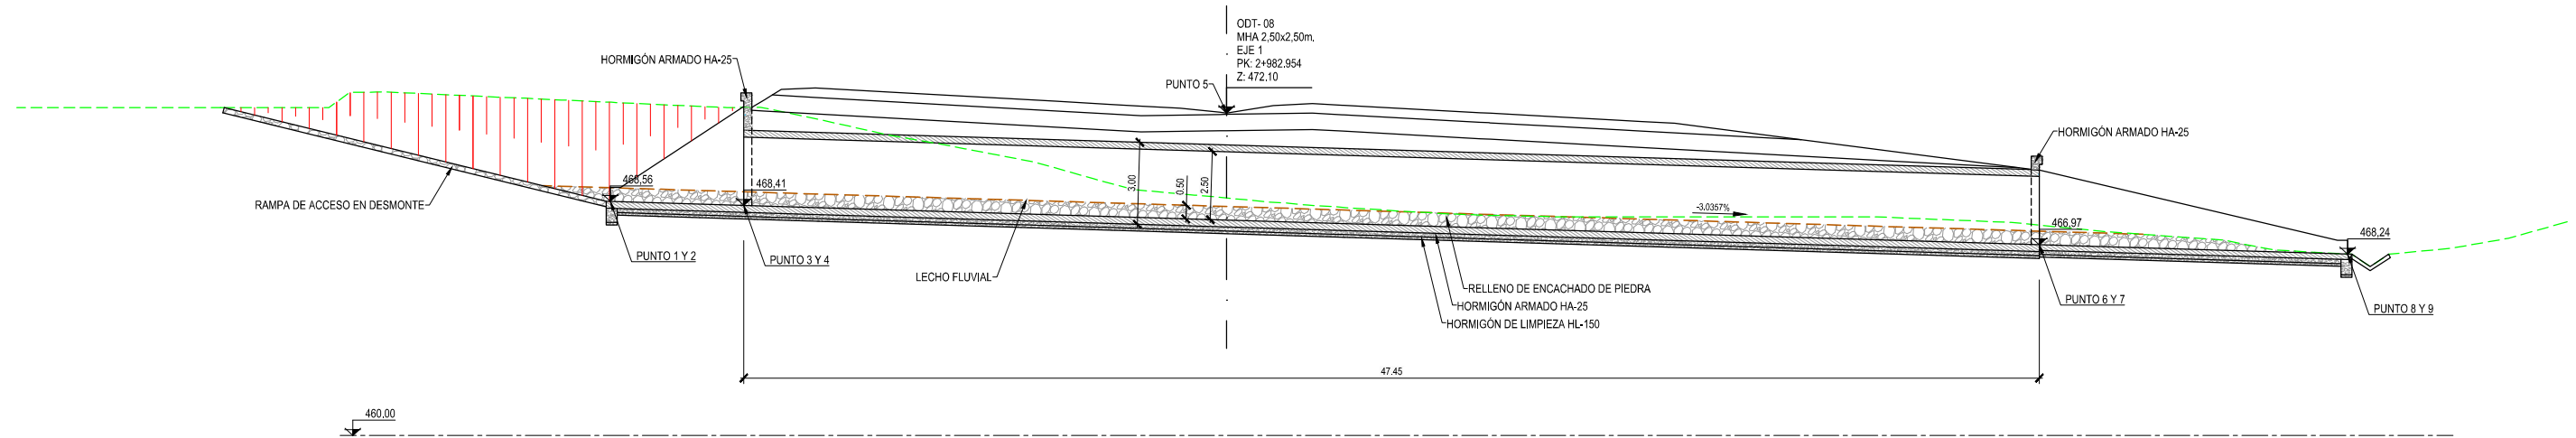 ODT- 08
MHA 2,50x2,50m.
EJE 1
PK: 2+982.954
Z: 472,10
PUNTO 5
HORMIGÓN ARMADO HA-25
HORMIGÓN ARMADO HA-25
RAMPA DE ACCESO EN DESMONTE
468,56
468,41
3,00
0.50
2.50
-3.0357%
466,97
468,24
PUNTO 1 Y 2
PUNTO 3 Y 4
LECHO FLUVIAL
RELLENO DE ENCACHADO DE PIEDRA
HORMIGÓN ARMADO HA-25
HORMIGÓN DE LIMPIEZA HL-150
PUNTO 6 Y 7
PUNTO 8 Y 9
47.45
460,00